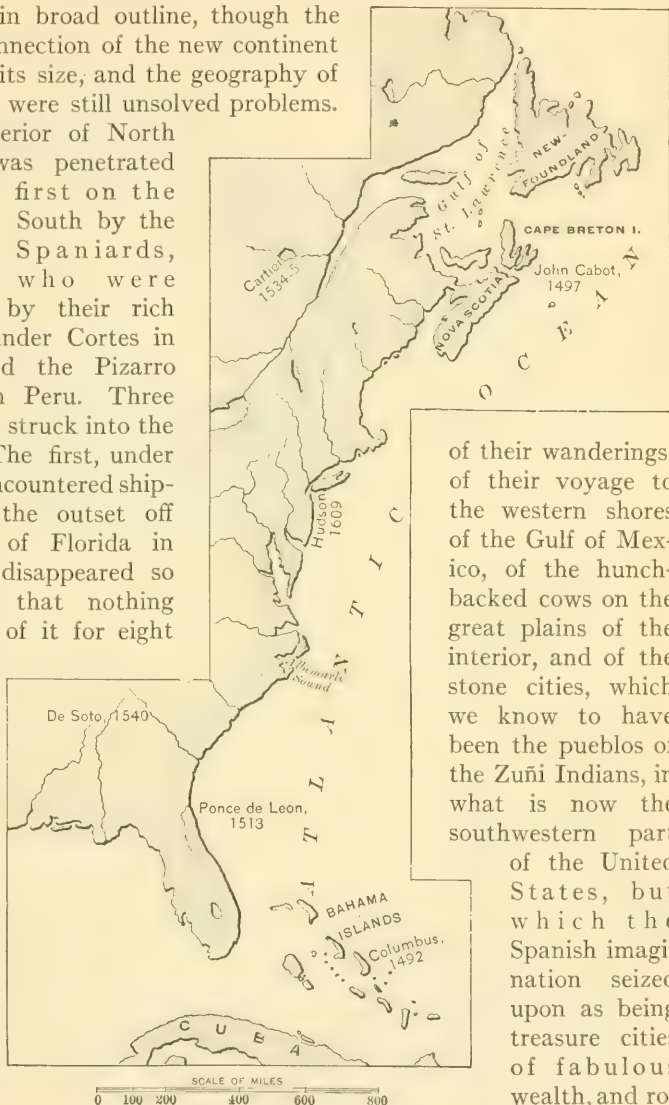 in broad outline, though the
nnection of the new continent
its size, and the geography of
were still unsolved problems.
erior of North
was penetrated
first on the
South by the
Spaniards,
who were
by their rich
under Cortes in
d the Pizarro
n Peru. Three
struck into the
The first, under
ncountered ship-
the outset off
of Florida in
disappeared so
that nothing
of it for eight
Gulf of
St. Lawrence
NEW-
FOUNDLAND
CAPE BRETON I.
John Cabot,
1497
NOVA SCOTIA
Cartier
1534-5
Hudson
1609
Albemarle
Sound
ATLANTIC OCEAN
De Soto, 1540
Ponce de Leon,
1513
BAHAMA
ISLANDS
Columbus,
1492
CUBA
SCALE OF MILES
0 100 200 400 600 800
of their wanderings
of their voyage to
the western shores
of the Gulf of Mex-
ico, of the hunch-
backed cows on the
great plains of the
interior, and of the
stone cities, which
we know to have
been the pueblos of
the Zuñi Indians, in
what is now the
southwestern part
of the United
States, but
which the
Spanish imagi
nation seized
upon as being
treasure cities
of fabulous
wealth, and ro